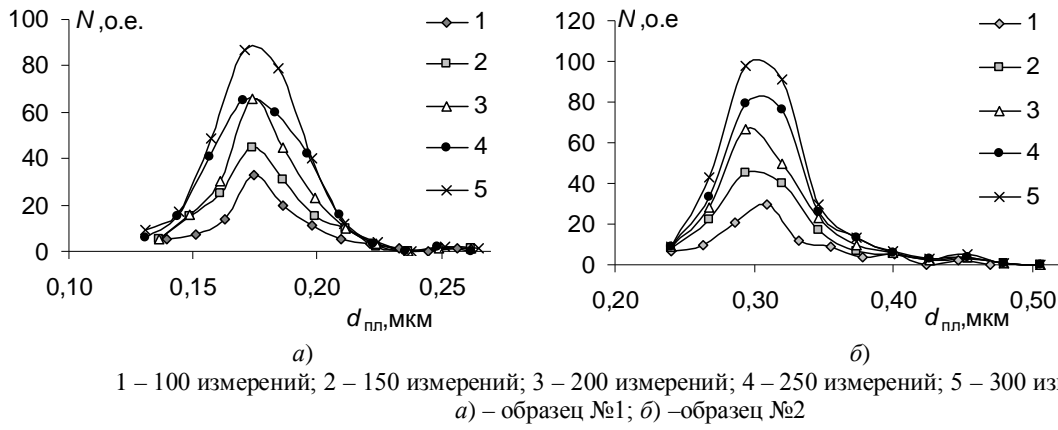 N ,о.е.
100
80
60
40
20
0
0,10 0,15 0,20 0,25
d пл,мкм
1
2
3
4
5
а)
N ,о.е
120
100
80
60
40
20
0
0,20 0,30 0,40 0,50
d пл,мкм
1
2
3
4
5
б)
1 – 100 измерений; 2 – 150 измерений; 3 – 200 измерений; 4 – 250 измерений; 5 – 300 из
а) – образец №1; б) –образец №2